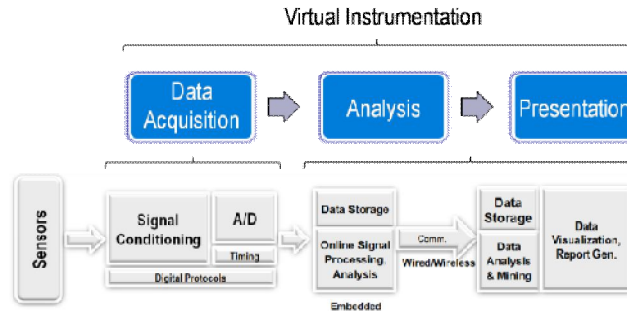 Virtual Instrumentation
Data
Acquisition
Analysis
Presentation
Sensors
Signal
Conditioning
A/D
Timing
Digital Protocols
Data Storage
Online Signal
Processing,
Analysis
Embedded
Comm.
Wired/Wireless
Data
Storage
Data
Analysis
& Mining
Data
Visualization,
Report Gen.